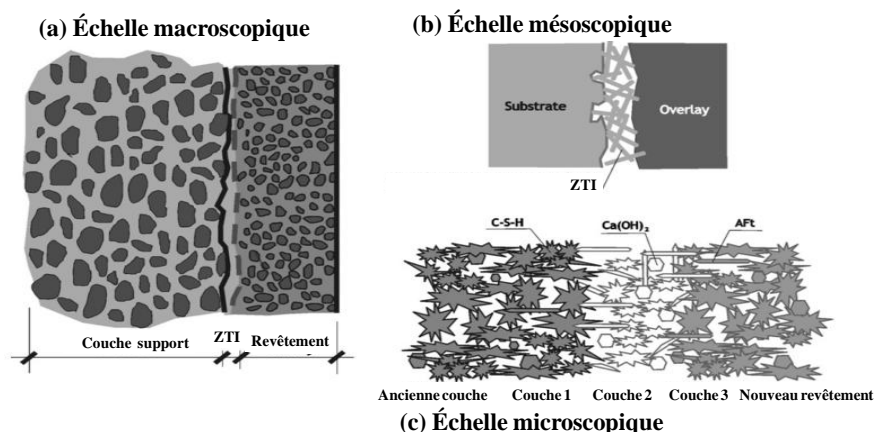 (a) Échelle macroscopique
Couche support
ZTI
Revêtement
(b) Échelle mésoscopique
Substrate
Overlay
ZTI
C-S-H
Ca(OH)₂
AFt
Ancienne couche
Couche 1
Couche 2
Couche 3
Nouveau revêtement
(c) Échelle microscopique